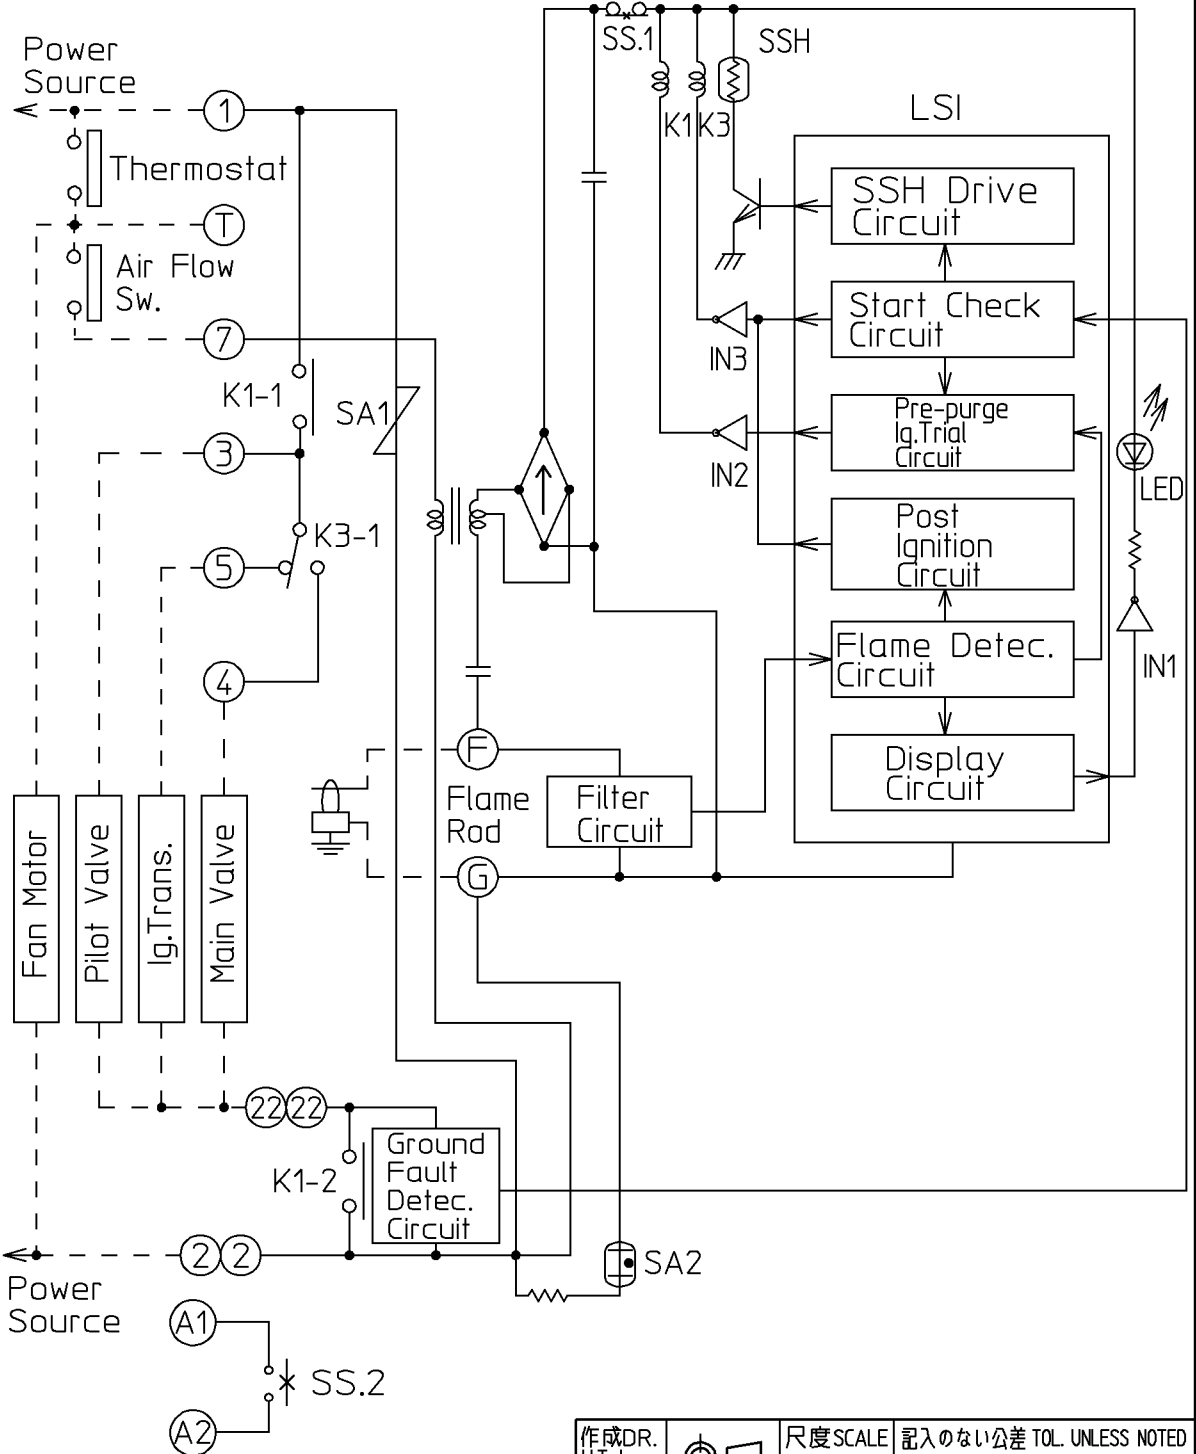 SS.1
SSH
Power
Source
1
K1
K3
LSI
Thermostat
SSH Drive
Circuit
T
Air Flow
Sw.
Start Check
Circuit
7
IN3
K1-1
SA1
Pre-purge
Ig.Trial
Circuit
3
IN2
LED
K3-1
Post
Ignition
Circuit
5
Flame Detec.
Circuit
IN1
4
F
Display
Circuit
Flame
Rod
Filter
Circuit
G
Fan Motor
Pilot Valve
Ig.Trans.
Main Valve
22
22
K1-2
Ground
Fault
Detec.
Circuit
2
2
SA2
Power
Source
A1
SS.2
A2
作成DR.
尺度SCALE
記入のない公差 TOL. UNLESS NOTED